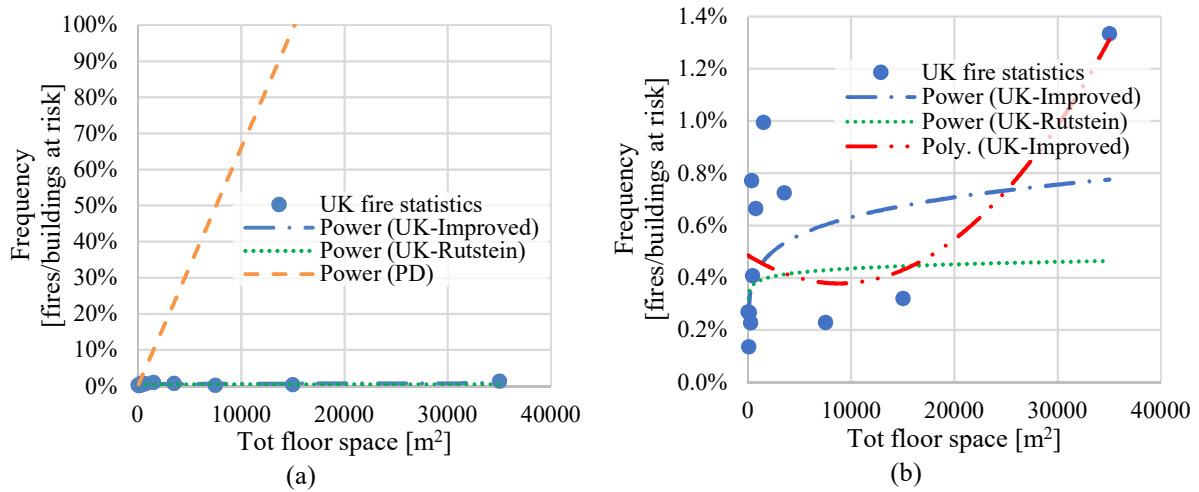 100%
90%
80%
70%
60%
50%
40%
30%
20%
10%
0%
Frequency
[fires/buildings at risk]
UK fire statistics
Power (UK-Improved)
Power (UK-Rutstein)
Power (PD)
0 10000 20000 30000 40000
Tot floor space [m²]
(a)
1.4%
1.2%
1.0%
0.8%
0.6%
0.4%
0.2%
0.0%
Frequency
[fires/buildings at risk]
UK fire statistics
Power (UK-Improved)
Power (UK-Rutstein)
Poly. (UK-Improved)
0 10000 20000 30000 40000
Tot floor space [m²]
(b)